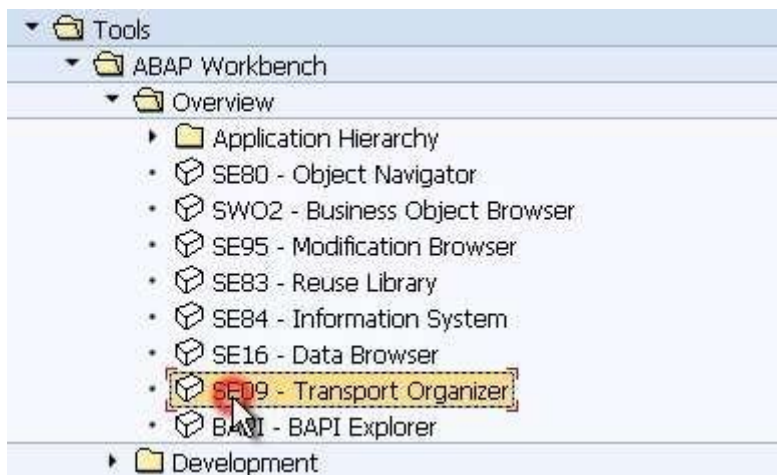 Tools
ABAP Workbench
Overview
Application Hierarchy
SE80 - Object Navigator
SWO2 - Business Object Browser
SE95 - Modification Browser
SE83 - Reuse Library
SE84 - Information System
SE16 - Data Browser
SE09 - Transport Organizer
BAPI - BAPI Explorer
Development